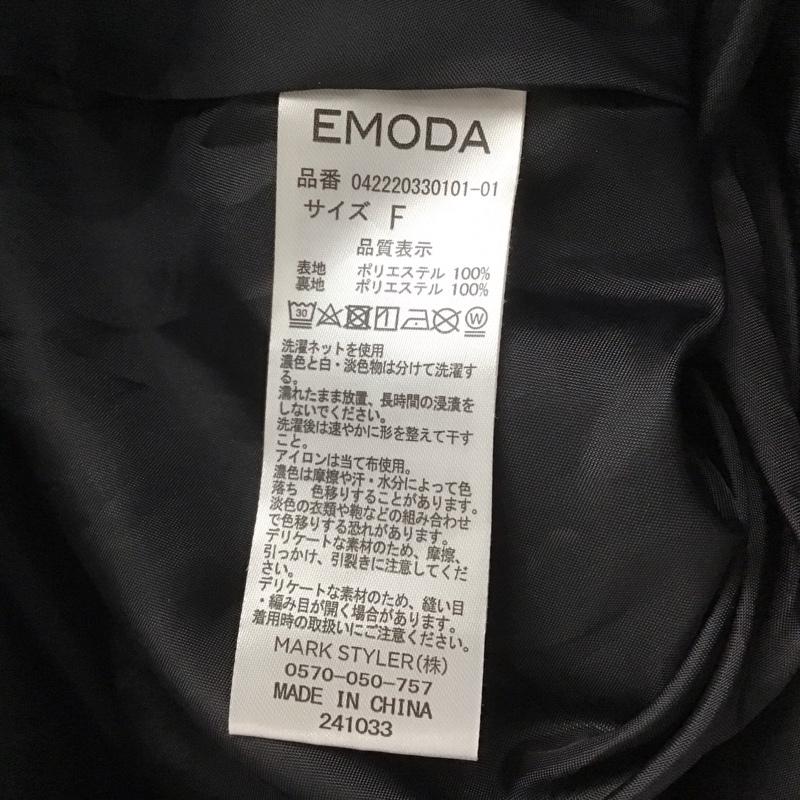 EMODA
品番 042220330101-01
サイズ F
品質表示
表地 ポリエステル 100%
裏地 ポリエステル 100%
30 W
洗濯ネットを使用
濃色と白・淡色物は分けて洗濯す
る。
濡れたまま放置、長時間の浸漬を
しないでください。
洗濯後は速やかに形を整えて干す
こと。
アイロンは当て布使用。
濃色は摩擦や汗・水分によって色
落ち 色移りすることがあります。
淡色の衣類や鞄などの組み合わせ
で色移りする恐れがあります。
デリケートな素材のため、摩擦、
引っかけ、引裂きに注意してくだ
さい。
デリケートな素材のため、縫い目
・編み目が開く場合があります。
着用時の取扱いにご注意ください。
MARK STYLER(株)
0570-050-757
MADE IN CHINA
241033